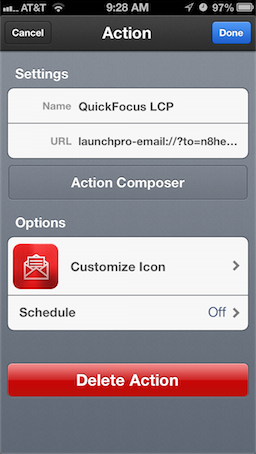 AT&T 9:28 AM 97%
Cancel Action Done
Settings
Name QuickFocus LCP
URL launchpro-email://?to=n8he...
Action Composer
Options
Customize Icon
Schedule Off
Delete Action